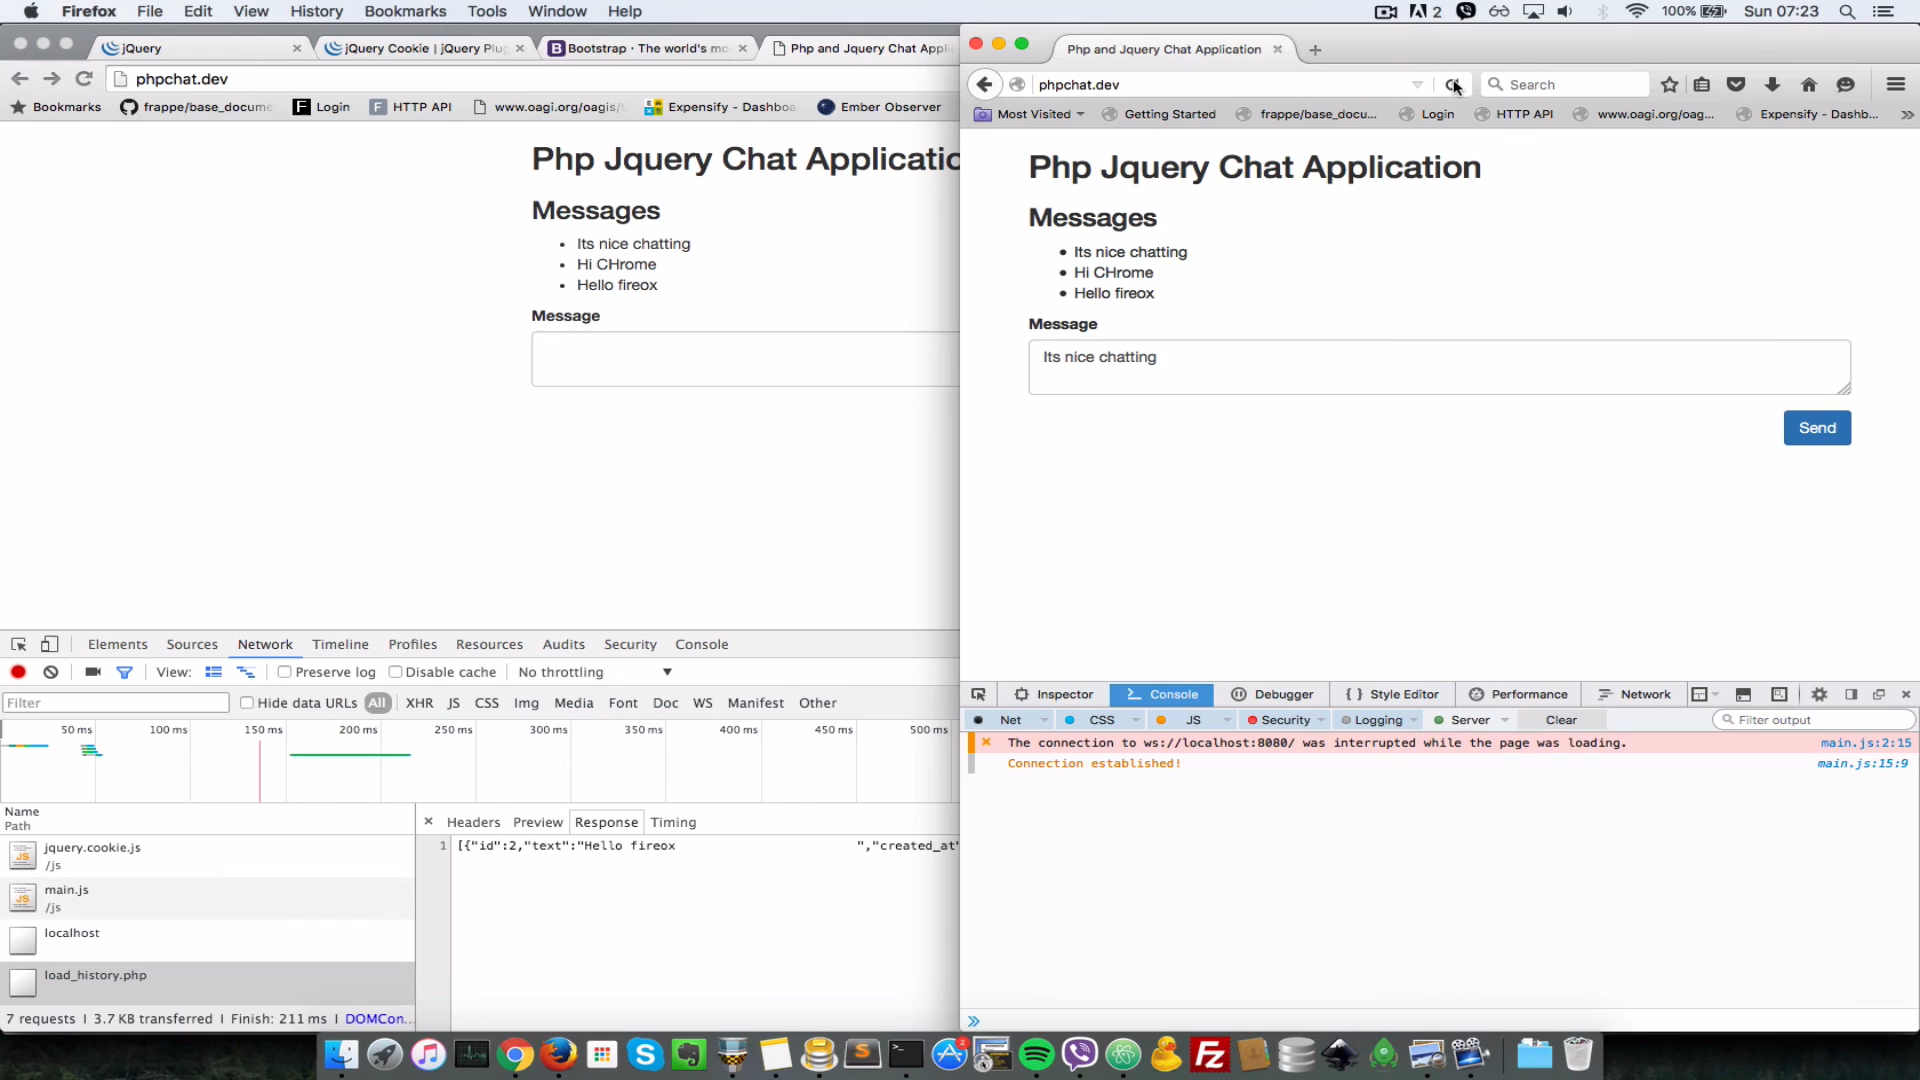 Firefox File Edit View History Bookmarks Tools Window Help
2 100% Sun 07:23
jQuery
jQuery Cookie | jQuery Plug
Bootstrap · The world's mo
Php and Jquery Chat Appli
phpchat.dev
Bookmarks frappe/base_docume Login HTTP API www.oagi.org/oagis/ Expensify - Dashboa Ember Observer
Php Jquery Chat Applicatio
Messages
Its nice chatting
Hi CHrome
Hello fireox
Message
Elements Sources Network Timeline Profiles Resources Audits Security Console
View: Preserve log Disable cache No throttling
Filter Hide data URLs All XHR JS CSS Img Media Font Doc WS Manifest Other
50 ms 100 ms 150 ms 200 ms 250 ms 300 ms 350 ms 400 ms 450 ms 500 ms
Name
Path
jquery.cookie.js
/js
main.js
/js
localhost
load_history.php
7 requests | 3.7 KB transferred | Finish: 211 ms | DOMCon...
Headers Preview Response Timing
1 [{"id":2,"text":"Hello fireox ","created_at"
Php and Jquery Chat Application
phpchat.dev
Search
Most Visited Getting Started frappe/base_docu... Login HTTP API www.oagi.org/oag... Expensify - Dashb...
Php Jquery Chat Application
Messages
Its nice chatting
Hi CHrome
Hello fireox
Message
Its nice chatting
Send
Inspector Console Debugger Style Editor Performance Network
Net CSS JS Security Logging Server Clear Filter output
The connection to ws://localhost:8080/ was interrupted while the page was loading. main.js:2:15
Connection established! main.js:15:9